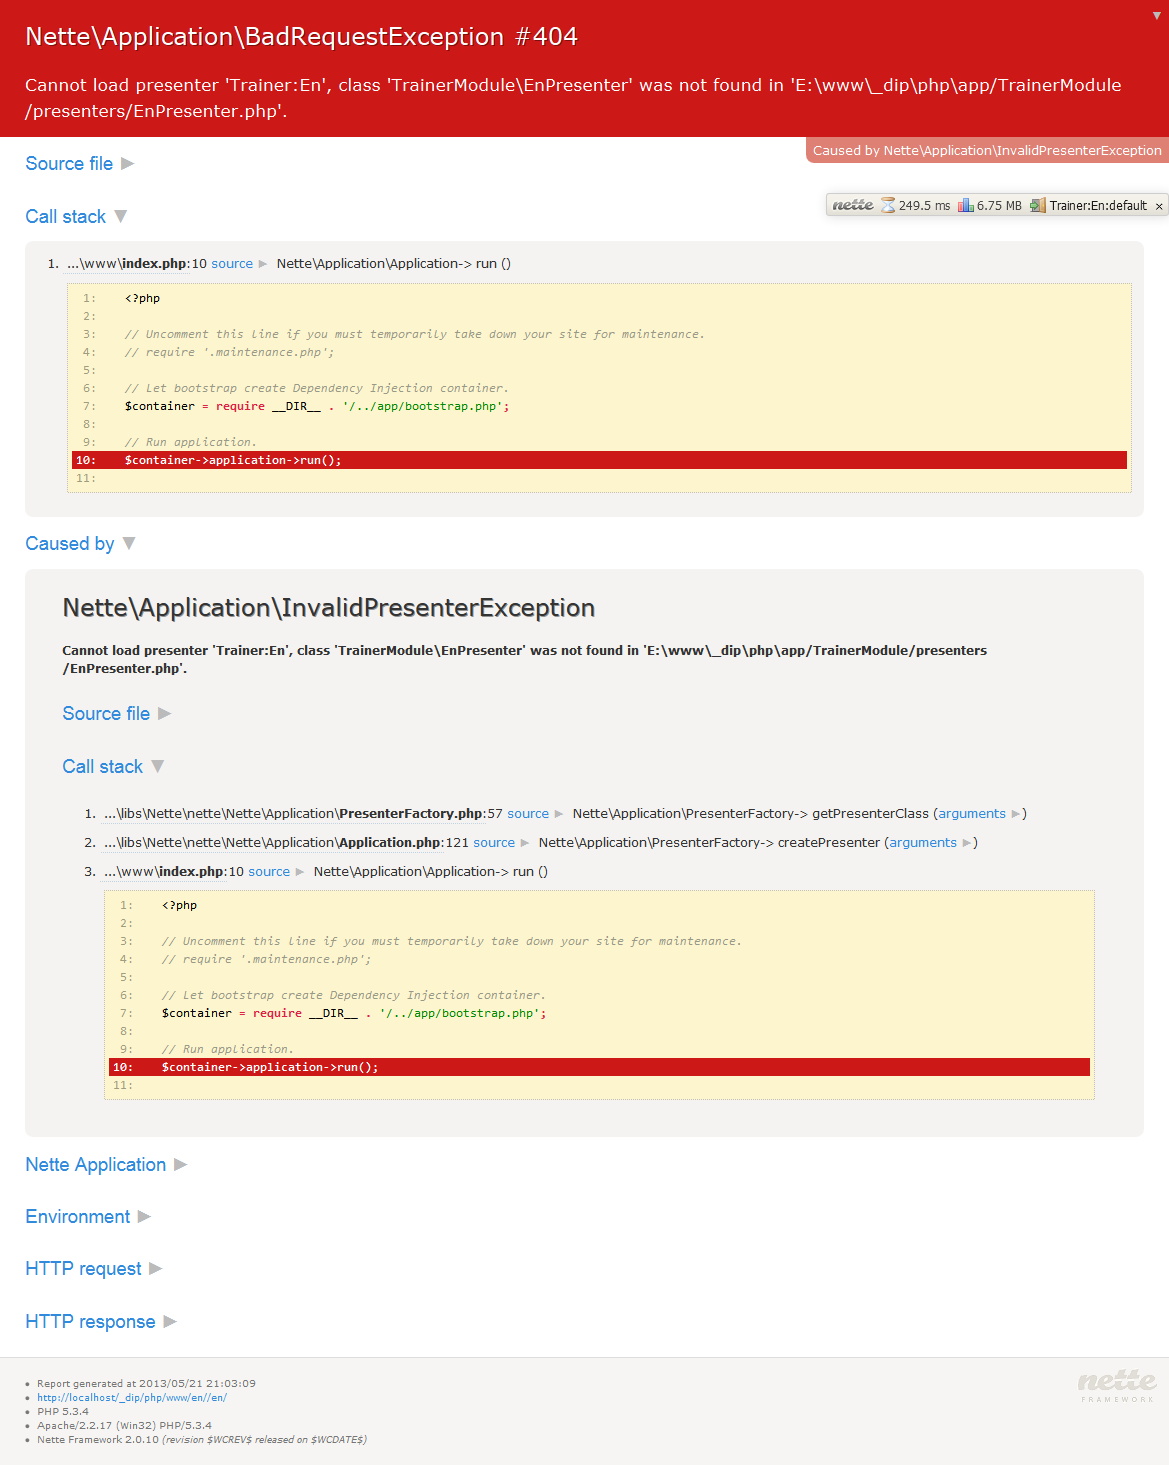 Nette\Application\BadRequestException #404
Cannot load presenter 'Trainer:En', class 'TrainerModule\EnPresenter' was not found in 'E:\www\_dip\php\app/TrainerModule
/presenters/EnPresenter.php'.
Caused by Nette\Application\InvalidPresenterException
Source file ►
nette 249.5 ms 6.75 MB Trainer:En:default ×
Call stack ▼
1. ...\www\index.php:10 source ► Nette\Application\Application-> run ()
1: <?php
2:
3: // Uncomment this line if you must temporarily take down your site for maintenance.
4: // require '.maintenance.php';
5:
6: // Let bootstrap create Dependency Injection container.
7: $container = require __DIR__ . '/../app/bootstrap.php';
8:
9: // Run application.
10: $container->application->run();
11:
Caused by ▼
Nette\Application\InvalidPresenterException
Cannot load presenter 'Trainer:En', class 'TrainerModule\EnPresenter' was not found in 'E:\www\_dip\php\app/TrainerModule/presenters
/EnPresenter.php'.
Source file ►
Call stack ▼
1. ...\libs\Nette\nette\Nette\Application\PresenterFactory.php:57 source ► Nette\Application\PresenterFactory-> getPresenterClass (arguments ►)
2. ...\libs\Nette\nette\Nette\Application\Application.php:121 source ► Nette\Application\PresenterFactory-> createPresenter (arguments ►)
3. ...\www\index.php:10 source ► Nette\Application\Application-> run ()
1: <?php
2:
3: // Uncomment this line if you must temporarily take down your site for maintenance.
4: // require '.maintenance.php';
5:
6: // Let bootstrap create Dependency Injection container.
7: $container = require __DIR__ . '/../app/bootstrap.php';
8:
9: // Run application.
10: $container->application->run();
11:
Nette Application ►
Environment ►
HTTP request ►
HTTP response ►
nette
FRAMEWORK
• Report generated at 2013/05/21 21:03:09
• http://localhost/_dip/php/www/en//en/
• PHP 5.3.4
• Apache/2.2.17 (Win32) PHP/5.3.4
• Nette Framework 2.0.10 (revision $WCREV$ released on $WCDATE$)